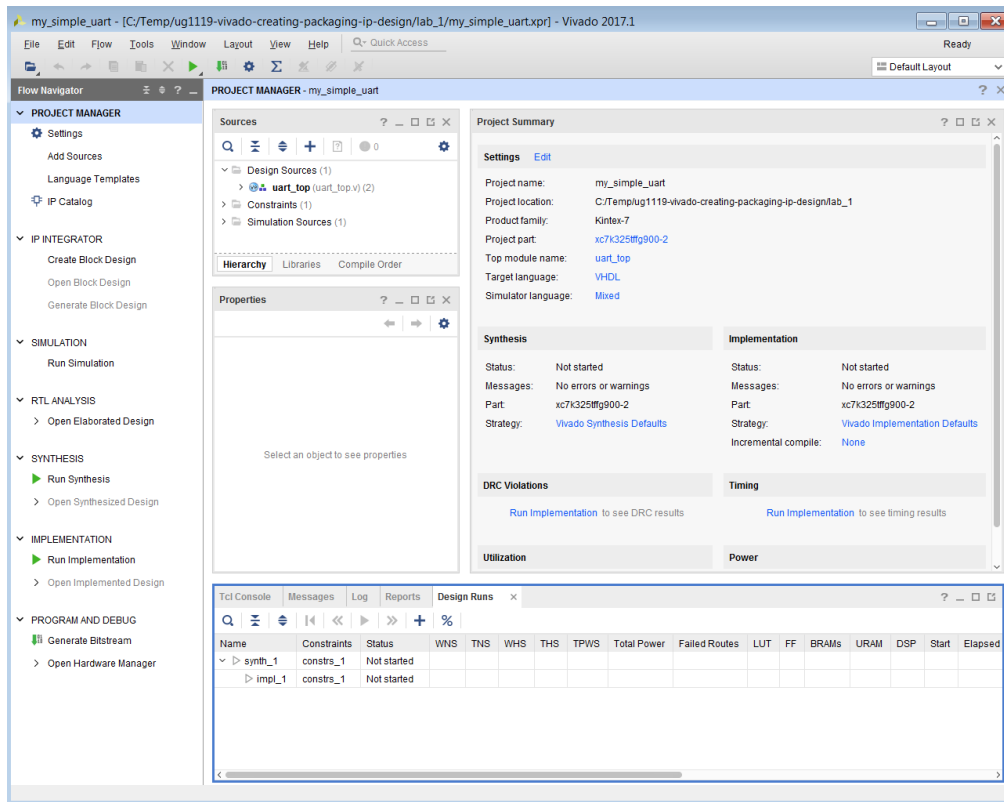 my_simple_uart - [C:/Temp/ug1119-vivado-creating-packaging-ip-design/lab_1/my_simple_uart.xpr] - Vivado 2017.1
File Edit Flow Tools Window Layout View Help Quick Access Ready
Default Layout
Flow Navigator
PROJECT MANAGER
Settings
Add Sources
Language Templates
IP Catalog
IP INTEGRATOR
Create Block Design
Open Block Design
Generate Block Design
SIMULATION
Run Simulation
RTL ANALYSIS
Open Elaborated Design
SYNTHESIS
Run Synthesis
Open Synthesized Design
IMPLEMENTATION
Run Implementation
Open Implemented Design
PROGRAM AND DEBUG
Generate Bitstream
Open Hardware Manager
PROJECT MANAGER - my_simple_uart
Sources
0
Design Sources (1)
uart_top (uart_top.v) (2)
Constraints (1)
Simulation Sources (1)
Hierarchy Libraries Compile Order
Properties
Select an object to see properties
Project Summary
Settings Edit
Project name: my_simple_uart
Project location: C:/Temp/ug1119-vivado-creating-packaging-ip-design/lab_1
Product family: Kintex-7
Project part: xc7k325tffg900-2
Top module name: uart_top
Target language: VHDL
Simulator language: Mixed
Synthesis
Status: Not started
Messages: No errors or warnings
Part: xc7k325tffg900-2
Strategy: Vivado Synthesis Defaults
Implementation
Status: Not started
Messages: No errors or warnings
Part: xc7k325tffg900-2
Strategy: Vivado Implementation Defaults
Incremental compile: None
DRC Violations
Run Implementation to see DRC results
Timing
Run Implementation to see timing results
Utilization
Power
Tcl Console Messages Log Reports Design Runs
Name Constraints Status WNS TNS WHS THS TPWS Total Power Failed Routes LUT FF BRAMs URAM DSP Start Elapsed
synth_1 constrs_1 Not started
impl_1 constrs_1 Not started